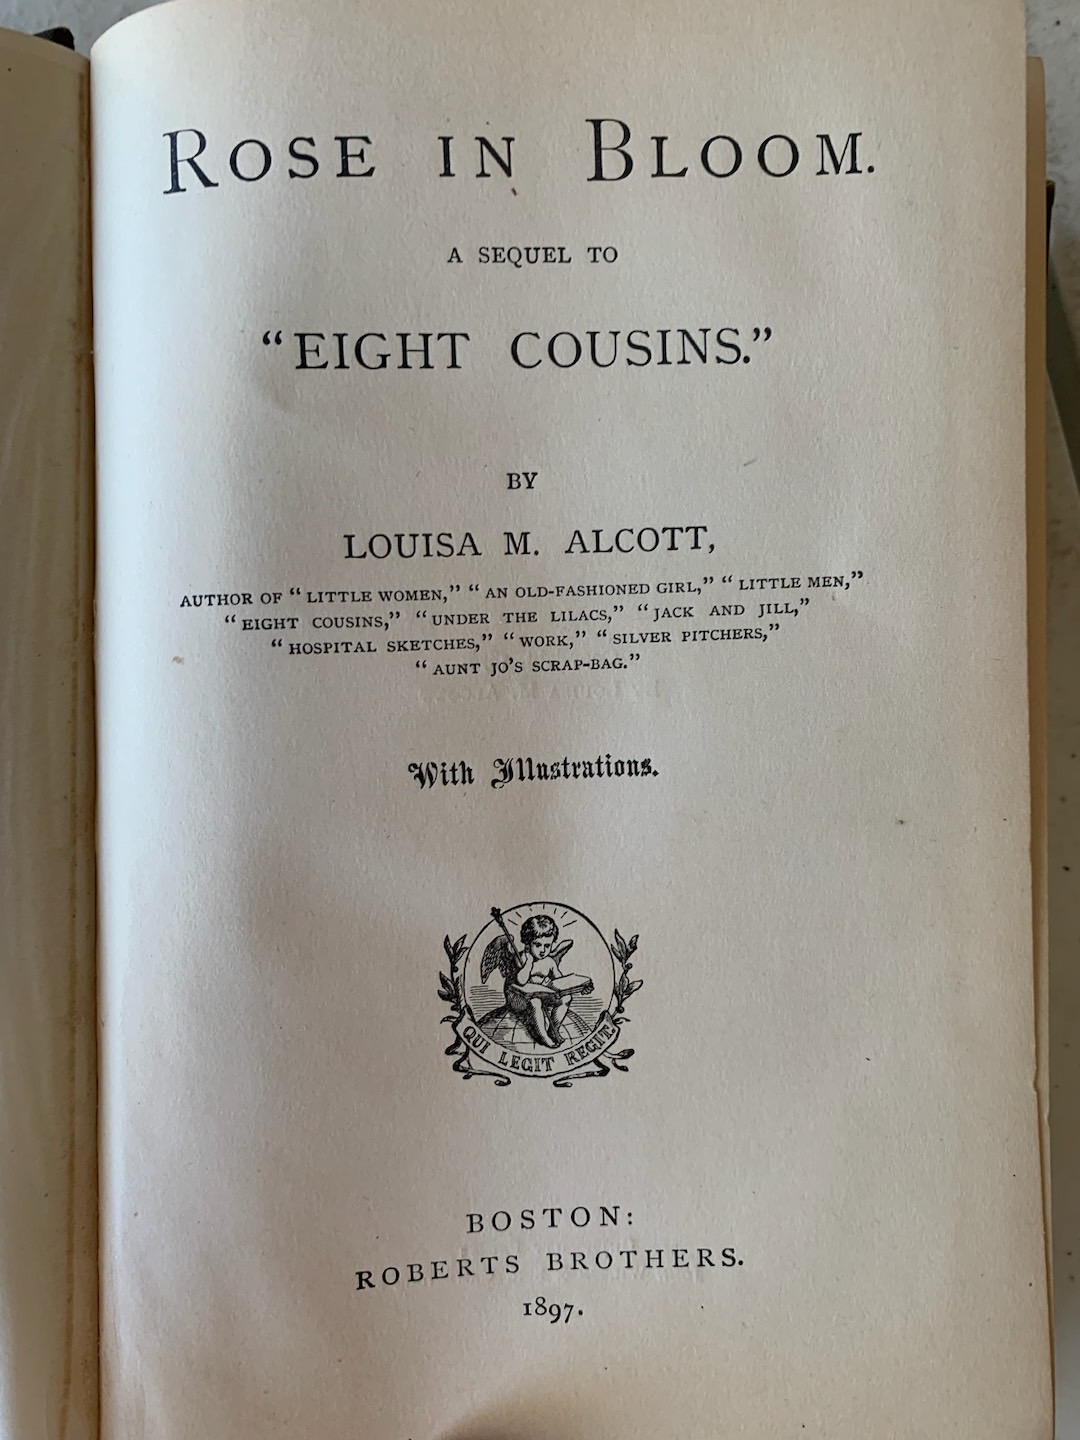 ROSE IN BLOOM.
A SEQUEL TO
“EIGHT COUSINS.”
BY
LOUISA M. ALCOTT,
AUTHOR OF “LITTLE WOMEN,” “AN OLD-FASHIONED GIRL,” “LITTLE MEN,”
“EIGHT COUSINS,” “UNDER THE LILACS,” “JACK AND JILL,”
“HOSPITAL SKETCHES,” “WORK,” “SILVER PITCHERS,”
“AUNT JO’S SCRAP-BAG.”
With Illustrations.
QUI LEGIT REGIT
BOSTON:
ROBERTS BROTHERS.
1897.